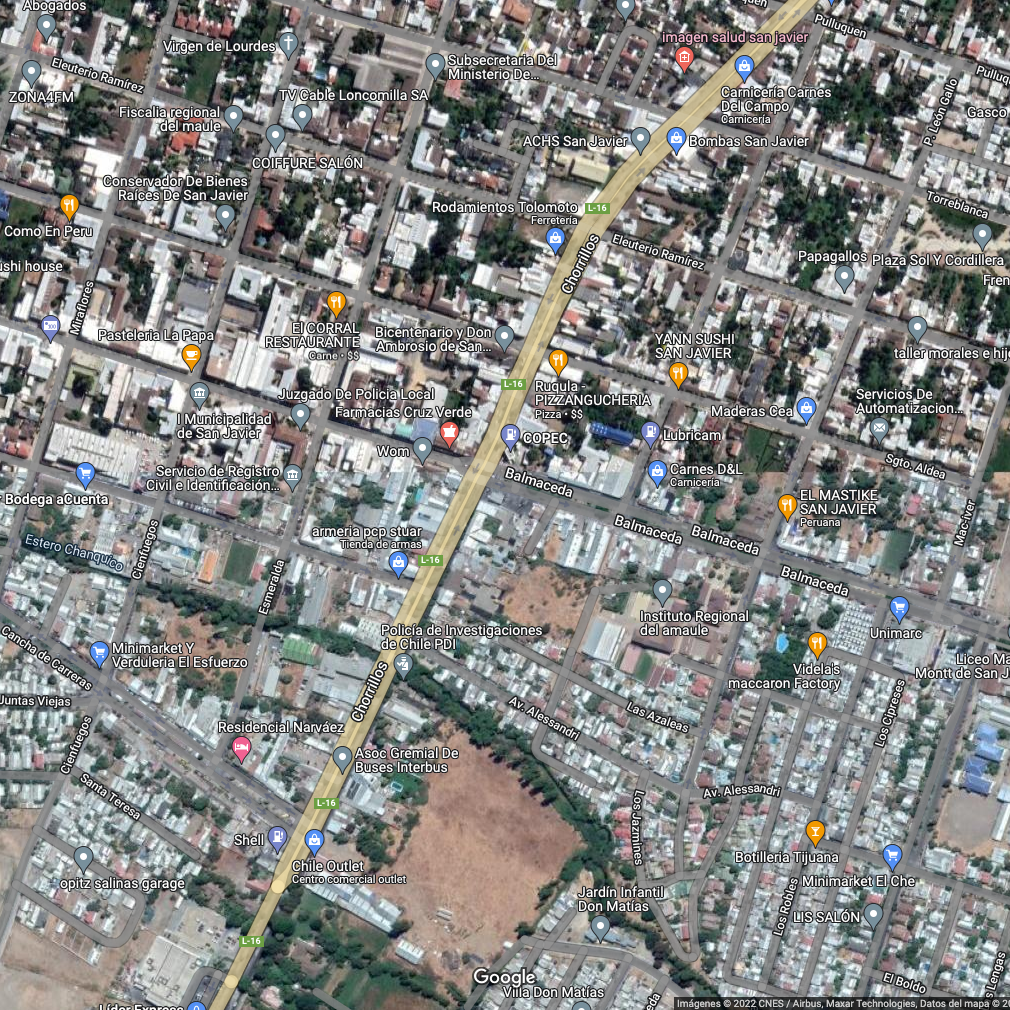 Abogados
Pulluquen
imagen salud san javier
Virgen de Lourdes
Subsecretaría Del
Ministerio De...
Eleuterio Ramírez
ZONA4FM
TV Cable Loncomilla SA
Carnicería Carnes
Del Campo
Carnicería
P. León Gallo
Gasco
Fiscalia regional
del maule
COIFFURE SALÓN
ACHS San Javier
Bombas San Javier
Conservador De Bienes
Raíces De San Javier
Torreblanca
Como En Peru
Rodamientos Tolomoto
Ferretería
L-16
Chorrillos
Eleuterio Ramírez
Papagallos
Plaza Sol Y Cordillera
ushi house
Miraflores
El CORRAL
RESTAURANTE
Carne • $$
Pasteleria La Papa
Bicentenario y Don
Ambrosio de San...
YANN SUSHI
SAN JAVIER
taller morales e hijo
L-16
Ruqula -
PIZZANGUCHERIA
Pizza • $$
Juzgado De Policia Local
Farmacias Cruz Verde
Maderas Cea
Servicios De
Automatizacion...
I Municipalidad
de San Javier
Wom
COPEC
Lubricam
Sgto. Aldea
Servicio de Registro
Civil e Identificación...
Bodega aCuenta
Balmaceda
Carnes D&L
Carnicería
EL MASTIKE
SAN JAVIER
Peruana
Mac-iver
Estero Chanquico
Cienfuegos
armeria pcp stuar
Tienda de armas
Balmaceda
Balmaceda
L-16
Esmeralda
Balmaceda
Instituto Regional
del amaule
Unimarc
Cancha de Carreras
Minimarket Y
Verduleria El Esfuerzo
Policía de Investigaciones
de Chile PDI
Videla's
maccaron Factory
Liceo Ma
Montt de San J
Juntas Viejas
Chorrillos
Av. Alessandri
Las Azaleas
Los Cipreses
Cienfuegos
Residencial Narváez
Asoc Gremial De
Buses Interbus
Santa Teresa
L-16
Av. Alessandri
Los Jazmines
Shell
Chile Outlet
Centro comercial outlet
Botilleria Tijuana
Minimarket El Che
opitz salinas garage
Jardín Infantil
Don Matías
Los Robles
LIS SALÓN
L-16
El Boldo
Google
Villa Don Matías
Líder Express
Imágenes © 2022 CNES / Airbus, Maxar Technologies, Datos del mapa © 20